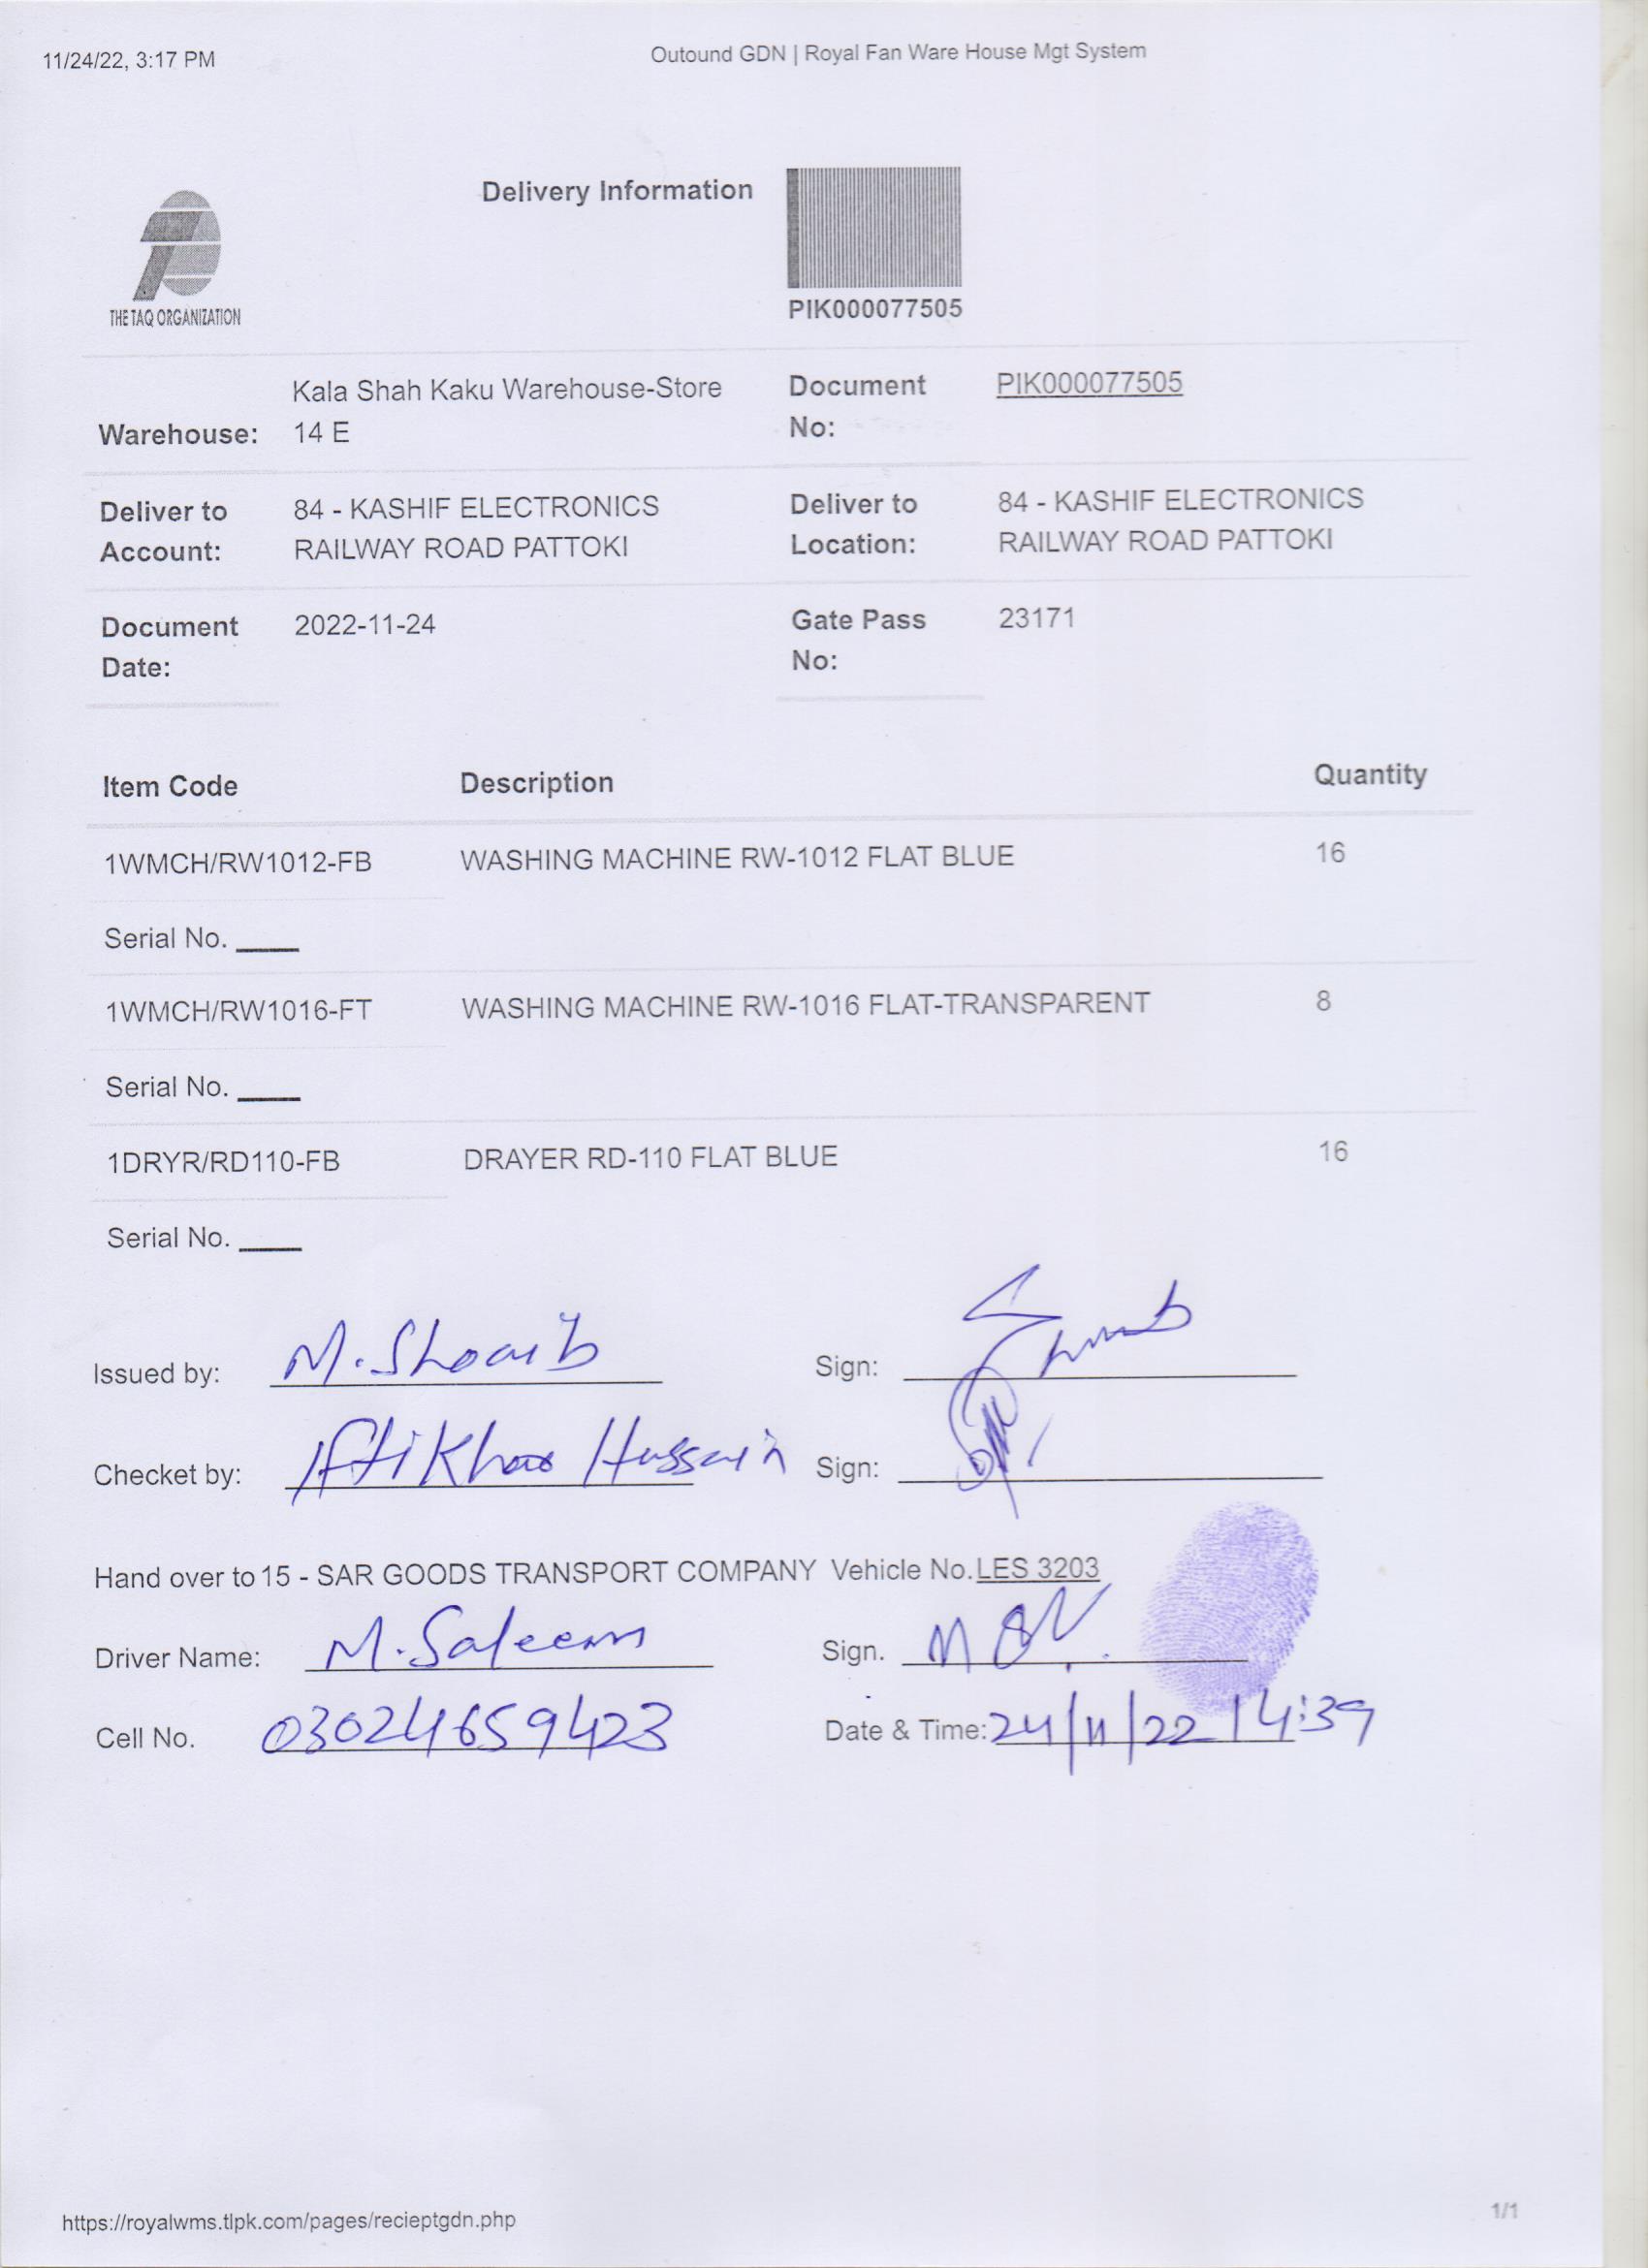 11/24/22, 3:17 PM
Outound GDN | Royal Fan Ware House Mgt System
THE TAQ ORGANIZATION
Delivery Information
PIK000077505
Warehouse: Kala Shah Kaku Warehouse-Store 14 E
Document No: PIK000077505
Deliver to Account: 84 - KASHIF ELECTRONICS RAILWAY ROAD PATTOKI
Deliver to Location: 84 - KASHIF ELECTRONICS RAILWAY ROAD PATTOKI
Document Date: 2022-11-24
Gate Pass No: 23171
Item Code Description Quantity
1WMCH/RW1012-FB WASHING MACHINE RW-1012 FLAT BLUE 16
Serial No. ____
1WMCH/RW1016-FT WASHING MACHINE RW-1016 FLAT-TRANSPARENT 8
Serial No. ____
1DRYR/RD110-FB DRAYER RD-110 FLAT BLUE 16
Serial No. ____
Issued by: M.Shoaib Sign:
Checket by: Iftikhar Hussain Sign:
Hand over to 15 - SAR GOODS TRANSPORT COMPANY Vehicle No. LES 3203
Driver Name: M.Saleem Sign.
Cell No. 03024659423 Date & Time: 24/11/22 14:39
https://royalwms.tlpk.com/pages/recieptgdn.php
1/1